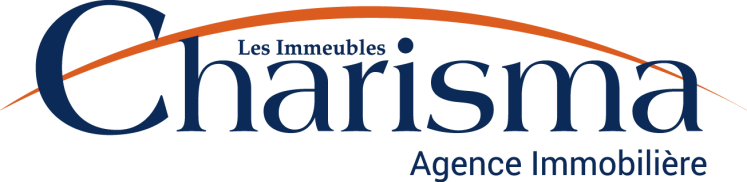 Les Immeubles
Charisma
Agence Immobilière